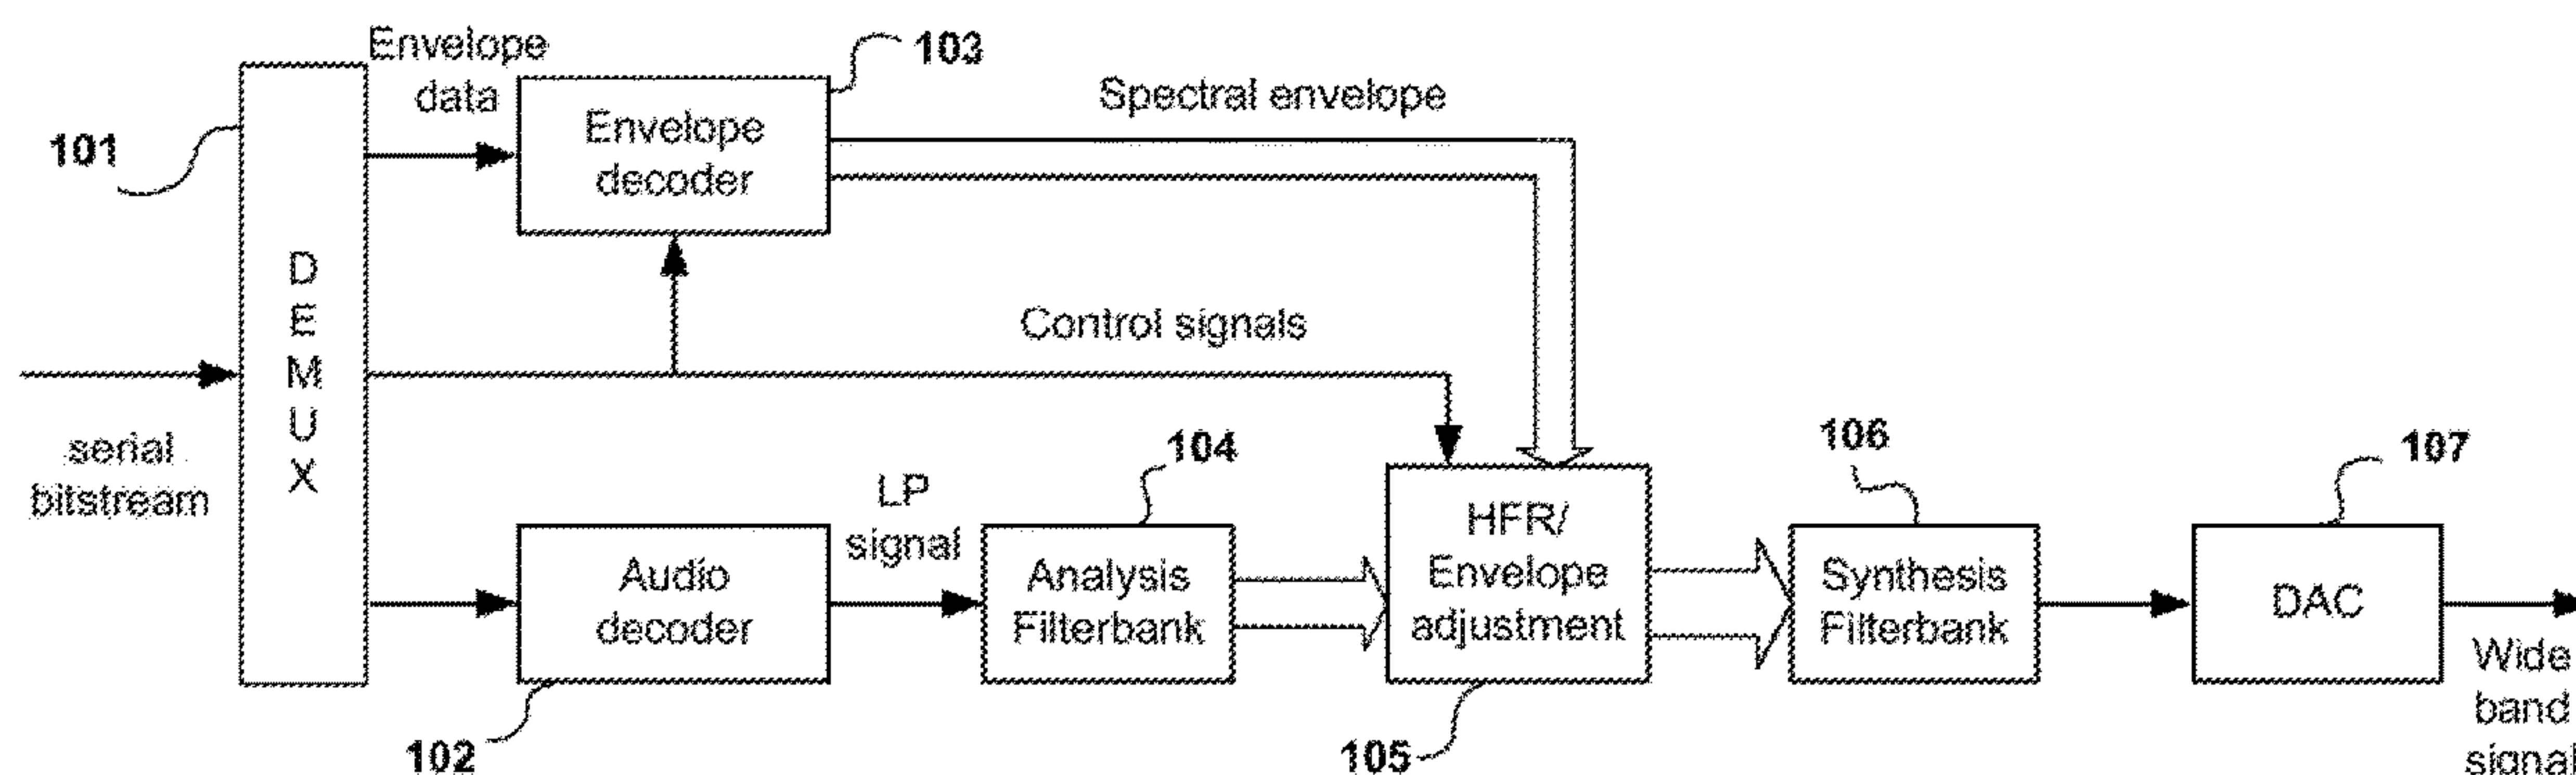 Envelope
data
103
Spectral envelope
101
Envelope
decoder
D
E
M
U
X
Control signals
serial
bitstream
104
106
107
LP
signal
HFR/
Envelope
adjustment
Audio
decoder
Analysis
Filterbank
Synthesis
Filterbank
DAC
Wide
band
signal
102
105